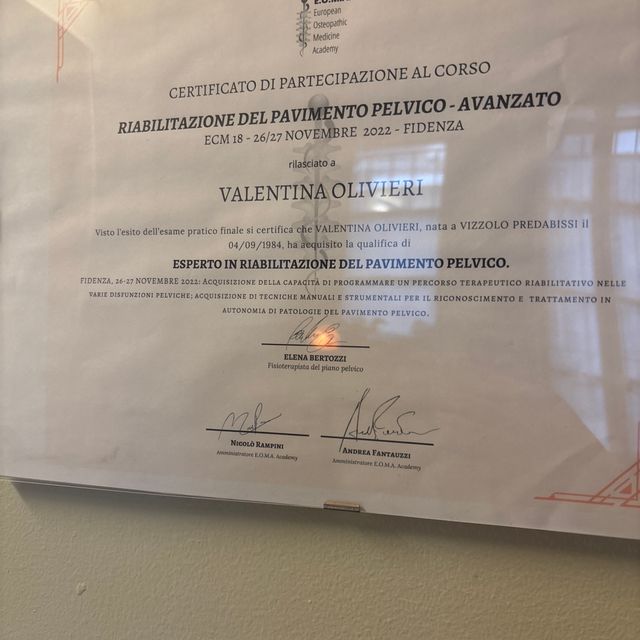 European
Osteopathic
Medicine
Academy
CERTIFICATO DI PARTECIPAZIONE AL CORSO
RIABILITAZIONE DEL PAVIMENTO PELVICO - AVANZATO
ECM 18 - 26/27 NOVEMBRE 2022 - FIDENZA
rilasciato a
VALENTINA OLIVIERI
Visto l'esito dell'esame pratico finale si certifica che VALENTINA OLIVIERI, nata a VIZZOLO PREDABISSI il
04/09/1984, ha acquisito la qualifica di
ESPERTO IN RIABILITAZIONE DEL PAVIMENTO PELVICO.
FIDENZA, 26-27 NOVEMBRE 2022: ACQUISIZIONE DELLA CAPACITÀ DI PROGRAMMARE UN PERCORSO TERAPEUTICO RIABILITATIVO NELLE
VARIE DISFUNZIONI PELVICHE; ACQUISIZIONE DI TECNICHE MANUALI E STRUMENTALI PER IL RICONOSCIMENTO E TRATTAMENTO IN
AUTONOMIA DI PATOLOGIE DEL PAVIMENTO PELVICO.
ELENA BERTOZZI
Fisioterapista del piano pelvico
NICOLÒ RAMPINI
Amministratore E.O.M.A. Academy
ANDREA FANTAUZZI
Amministratore E.O.M.A. Academy